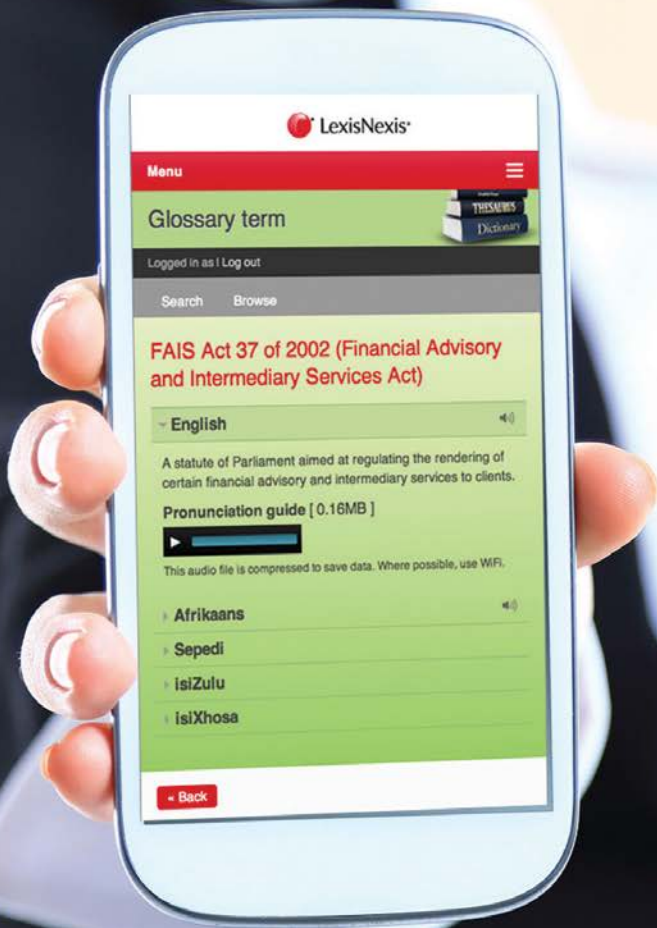 LexisNexis®
Menu
Glossary term
THESAURUS
Dictionary
Logged in as | Log out
Search Browse
FAIS Act 37 of 2002 (Financial Advisory
and Intermediary Services Act)
English
A statute of Parliament aimed at regulating the rendering of
certain financial advisory and intermediary services to clients.
Pronunciation guide [ 0.16MB ]
This audio file is compressed to save data. Where possible, use WiFi.
Afrikaans
Sepedi
isiZulu
isiXhosa
« Back